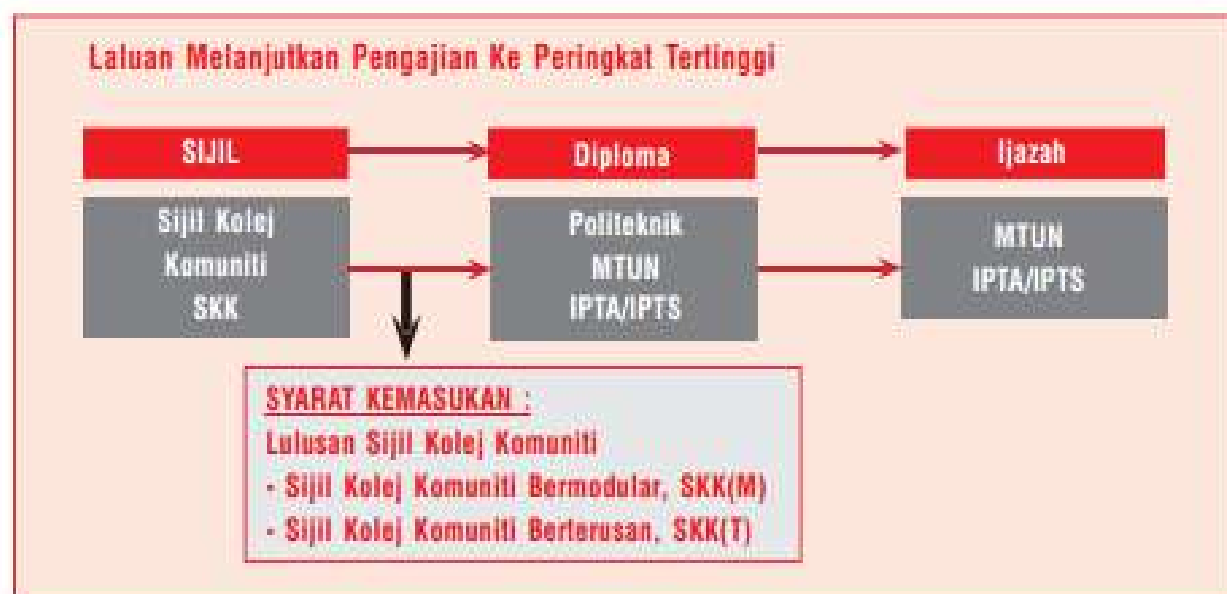 Laluan Melanjutkan Pengajian Ke Peringkat Tertinggi
SIJIL
Diploma
Ijazah
Sijil Kolej
Komuniti
SKK
Politeknik
MTUN
IPTA/IPTS
MTUN
IPTA/IPTS
SYARAT KEMASUKAN :
Lulusan Sijil Kolej Komuniti
- Sijil Kolej Komuniti Bermodular, SKK(M)
- Sijil Kolej Komuniti Berterusan, SKK(T)